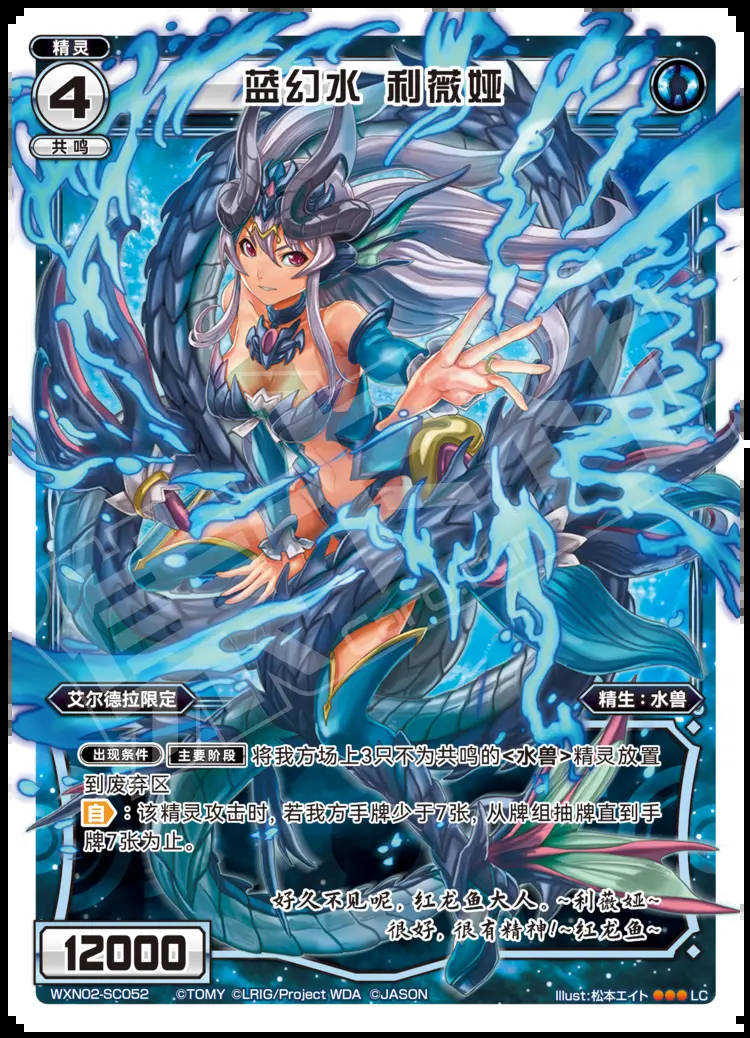 精灵
4
蓝幻水 利薇娅
共鸣
艾尔德拉限定
精生：水兽
出现条件 主要阶段 将我方场上3只不为共鸣的<水兽>精灵放置
到废弃区
自：该精灵攻击时, 若我方手牌少于7张, 从牌组抽牌直到手
牌7张为止。
好久不见呢, 红龙鱼大人。~利薇娅~
很好, 很有精神!~红龙鱼~
12000
WXN02-SC052 ©TOMY ©LRIG/Project WDA ©JASON
Illust:松本エイト LC